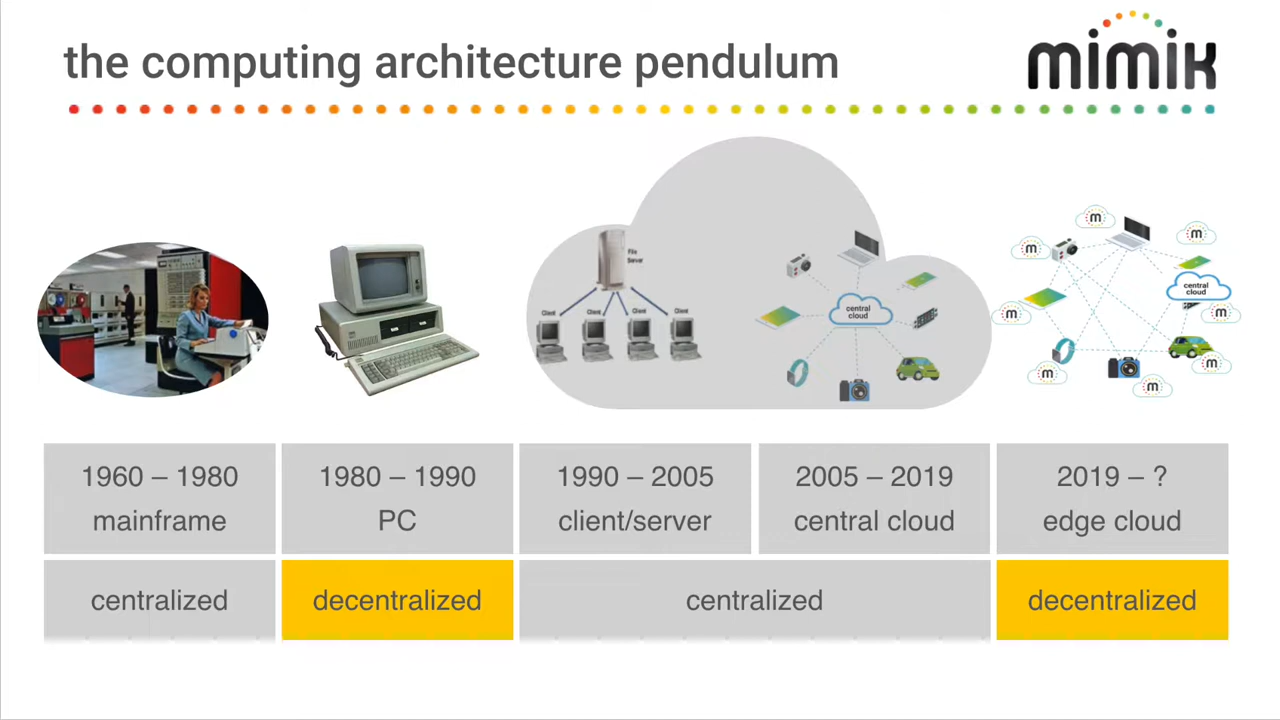 the computing architecture pendulum
mimik
File
Server
Client
Client
Client
Client
central
cloud
m
m
m
central
cloud
m
m
m
m
m
1960 – 1980
mainframe
1980 – 1990
PC
1990 – 2005
client/server
2005 – 2019
central cloud
2019 – ?
edge cloud
centralized
decentralized
centralized
decentralized